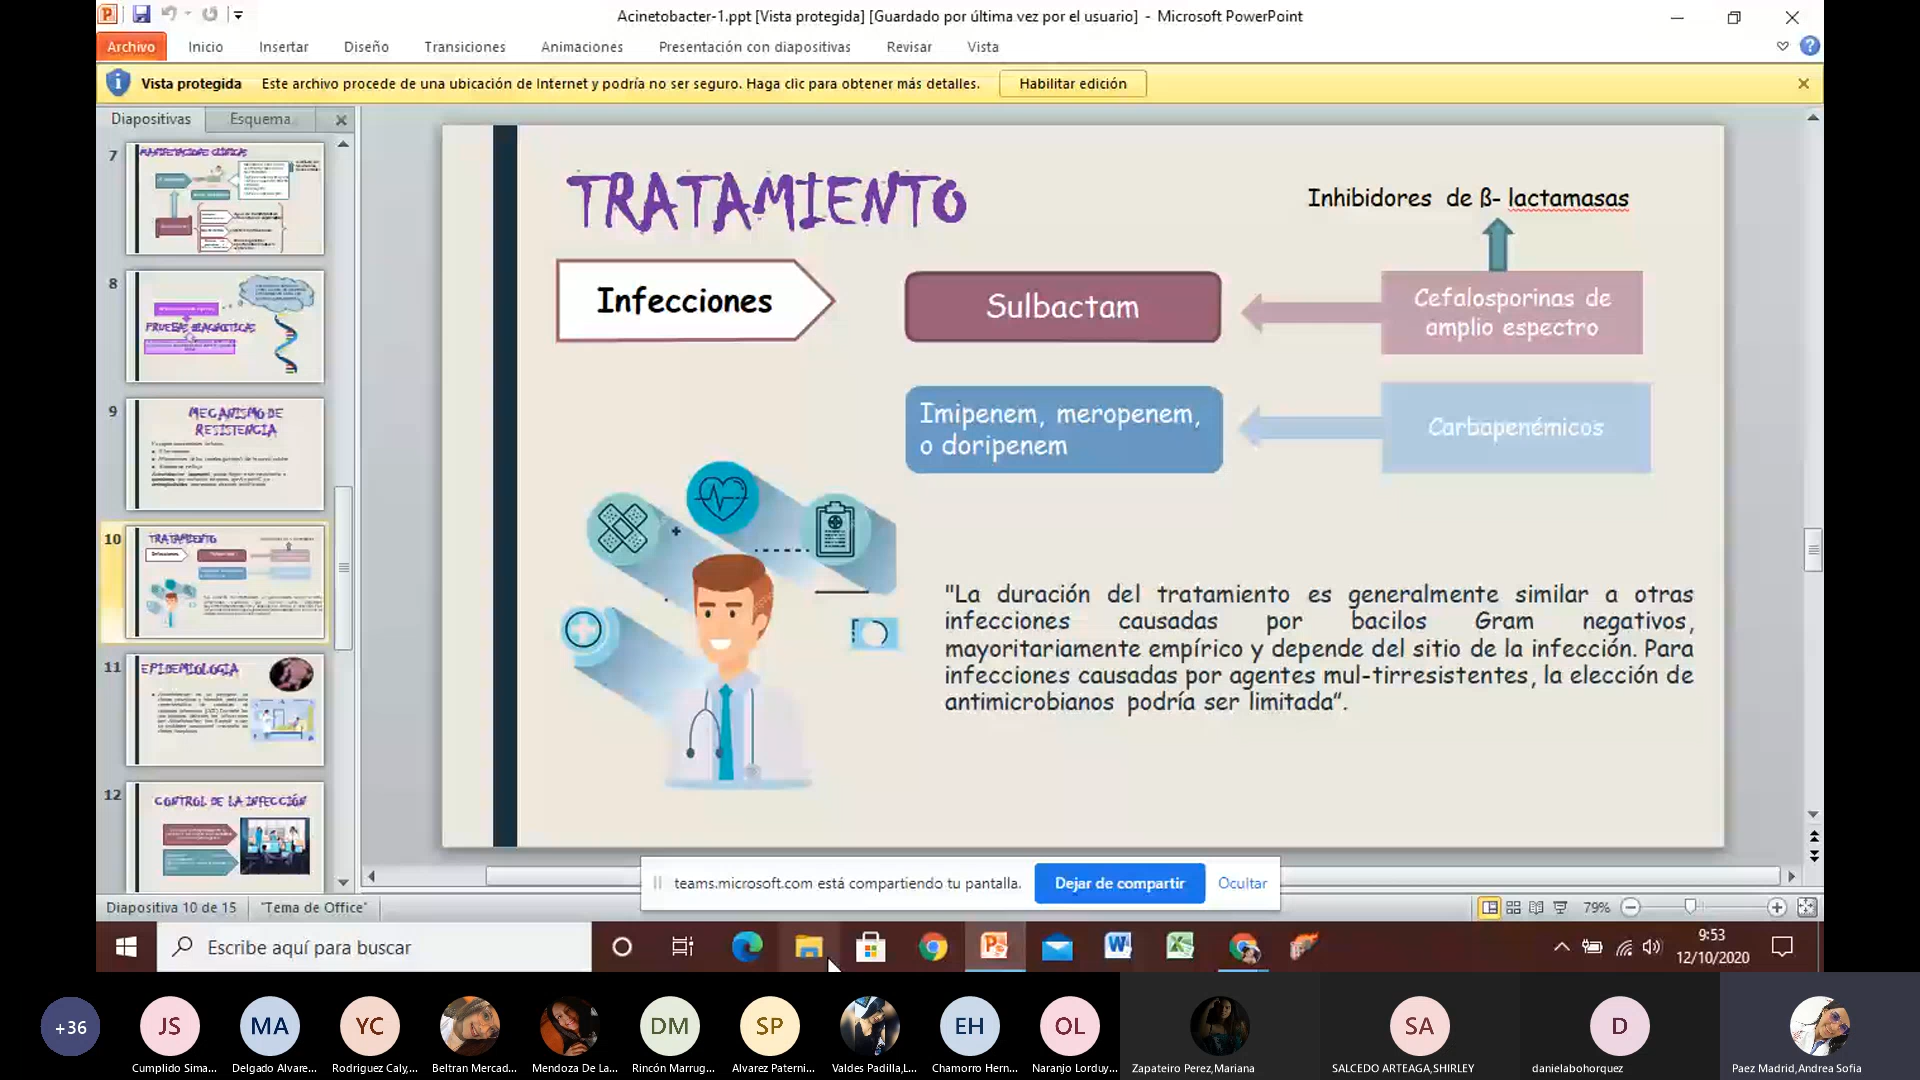 Acinetobacter-1.ppt [Vista protegida] [Guardado por última vez por el usuario] - Microsoft PowerPoint
Archivo Inicio Insertar Diseño Transiciones Animaciones Presentación con diapositivas Revisar Vista
Vista protegida Este archivo procede de una ubicación de Internet y podría no ser seguro. Haga clic para obtener más detalles. Habilitar edición
Diapositivas Esquema
7
8
9
MECANISMO DE
RESISTENCIA
10
TRATAMIENTO
11
EPIDEMIOLOGIA
12
CONTROL DE LA INFECCIÓN
TRATAMIENTO
Inhibidores de ß- lactamasas
Infecciones
Sulbactam
Cefalosporinas de
amplio espectro
Imipenem, meropenem,
o doripenem
Carbapenémicos
"La duración del tratamiento es generalmente similar a otras
infecciones causadas por bacilos Gram negativos,
mayoritariamente empírico y depende del sitio de la infección. Para
infecciones causadas por agentes mul-tirresistentes, la elección de
antimicrobianos podría ser limitada”.
teams.microsoft.com está compartiendo tu pantalla. Dejar de compartir Ocultar
Diapositiva 10 de 15 "Tema de Office" 79%
Escribe aquí para buscar
9:53
12/10/2020
+36 JS MA YC DM SP EH OL SA D
Cumplido Sima... Delgado Alvare... Rodriguez Caly,... Beltran Mercad... Mendoza De La... Rincón Marrug... Alvarez Paterni... Valdes Padilla,L... Chamorro Hern... Naranjo Lorduy... Zapateiro Perez,Mariana SALCEDO ARTEAGA,SHIRLEY danielabohorquez Paez Madrid,Andrea Sofia